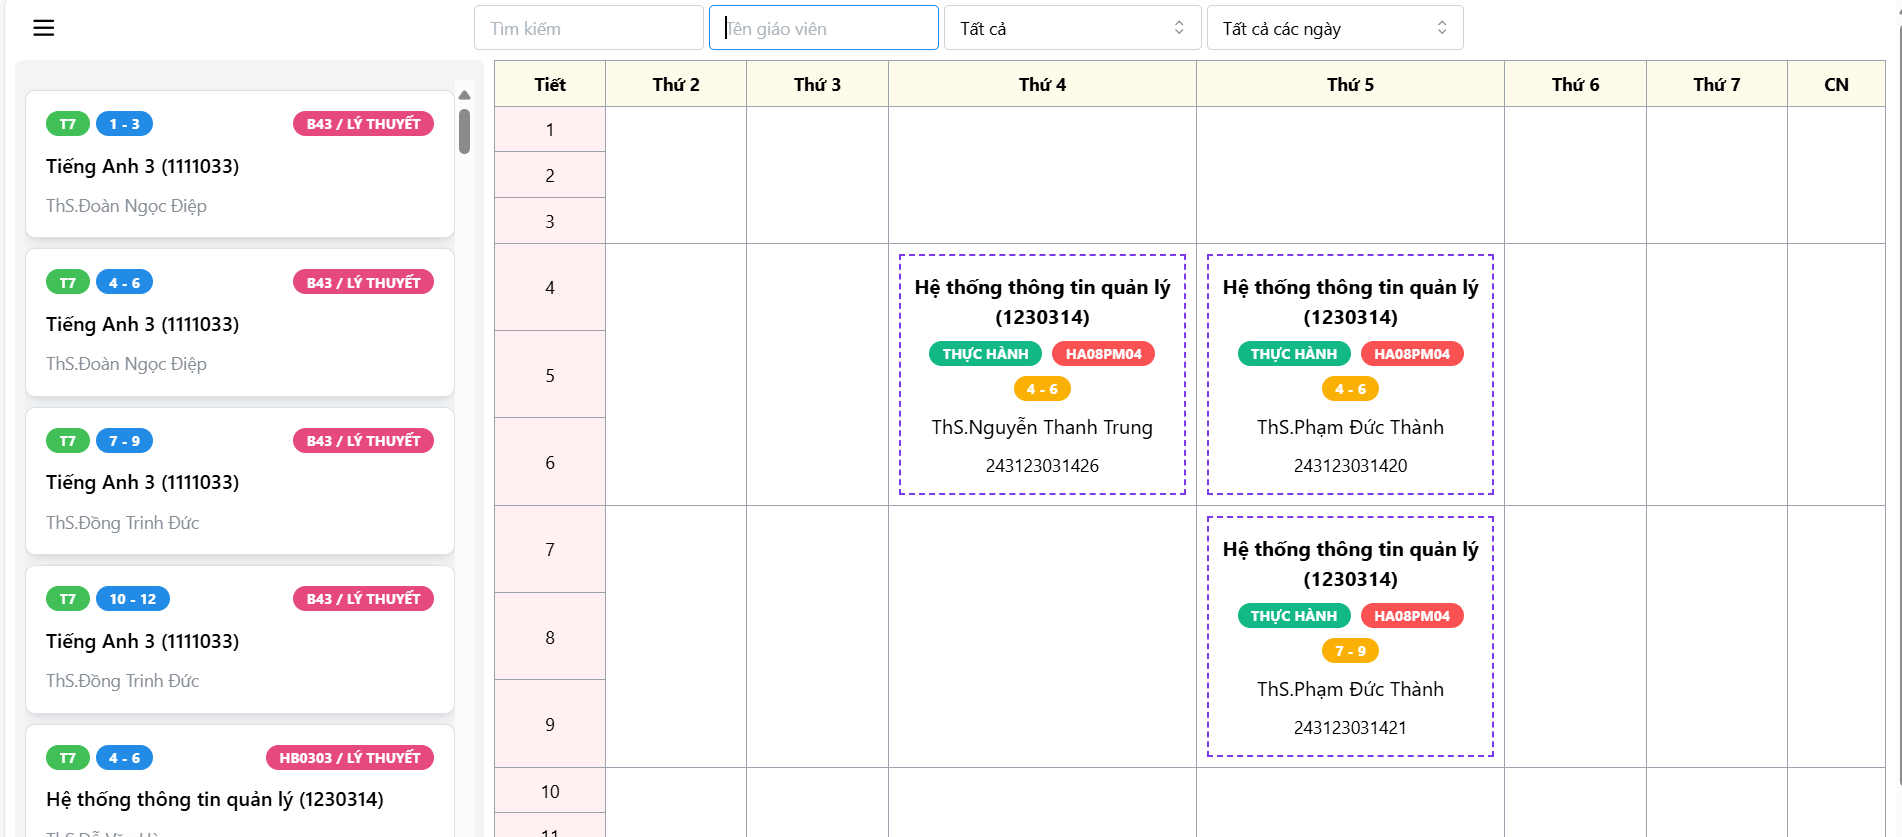 Tìm kiếm
Tên giáo viên
Tất cả
Tất cả các ngày
T7 1 - 3 B43 / LÝ THUYẾT
Tiếng Anh 3 (1111033)
ThS.Đoàn Ngọc Điệp
T7 4 - 6 B43 / LÝ THUYẾT
Tiếng Anh 3 (1111033)
ThS.Đoàn Ngọc Điệp
T7 7 - 9 B43 / LÝ THUYẾT
Tiếng Anh 3 (1111033)
ThS.Đồng Trinh Đức
T7 10 - 12 B43 / LÝ THUYẾT
Tiếng Anh 3 (1111033)
ThS.Đồng Trinh Đức
T7 4 - 6 HB0303 / LÝ THUYẾT
Hệ thống thông tin quản lý (1230314)
Tiết Thứ 2 Thứ 3 Thứ 4 Thứ 5 Thứ 6 Thứ 7 CN
1
2
3
4
5
6
Hệ thống thông tin quản lý
(1230314)
THỰC HÀNH HA08PM04
4 - 6
ThS.Nguyễn Thanh Trung
243123031426
Hệ thống thông tin quản lý
(1230314)
THỰC HÀNH HA08PM04
4 - 6
ThS.Phạm Đức Thành
243123031420
7
8
9
Hệ thống thông tin quản lý
(1230314)
THỰC HÀNH HA08PM04
7 - 9
ThS.Phạm Đức Thành
243123031421
10
11